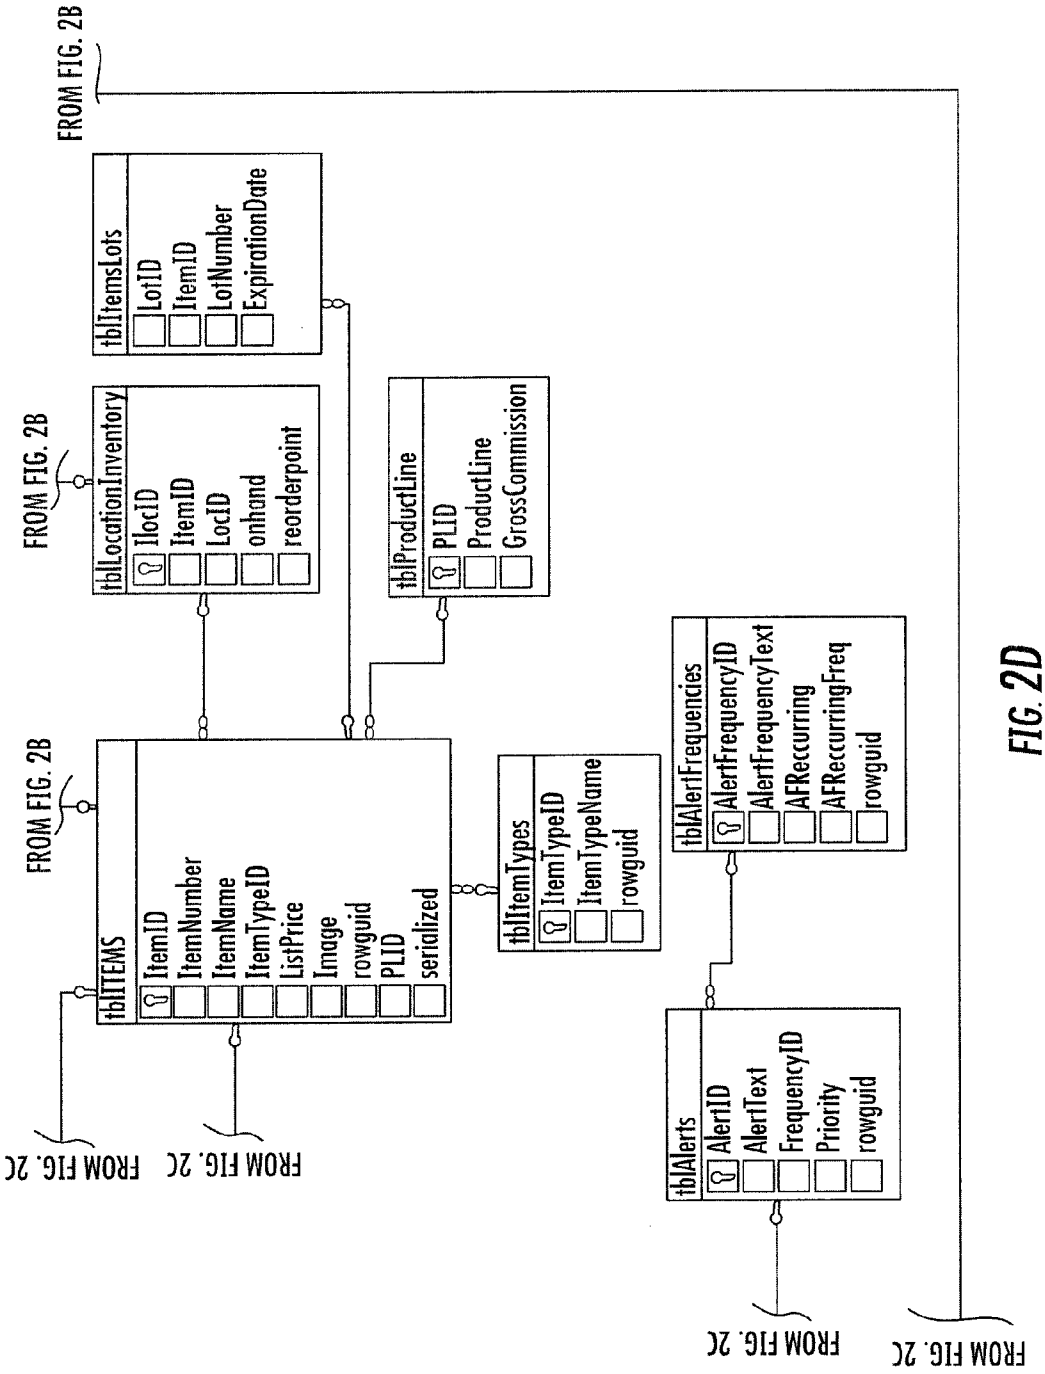 FROM FIG. 2C
FROM FIG. 2C
FROM FIG. 2B
FROM FIG. 2B
FROM FIG. 2B
tblITEMS
ItemID
ItemNumber
ItemName
ItemTypeID
ListPrice
Image
rowguid
PLID
serialized
tblLocationInventory
IlocID
ItemID
LocID
onhand
reorderpoint
tblItemsLots
LotID
ItemID
LotNumber
ExpirationDate
tblProductLine
PLID
ProductLine
GrossCommission
tblItemTypes
ItemTypeID
ItemTypeName
rowguid
tblAlerts
AlertID
AlertText
FrequencyID
Priority
rowguid
tblAlertFrequencies
AlertFrequencyID
AlertFrequencyText
AFReccurring
AFReccurringFreq
rowguid
FROM FIG. 2C
FROM FIG. 2C
FIG. 2D